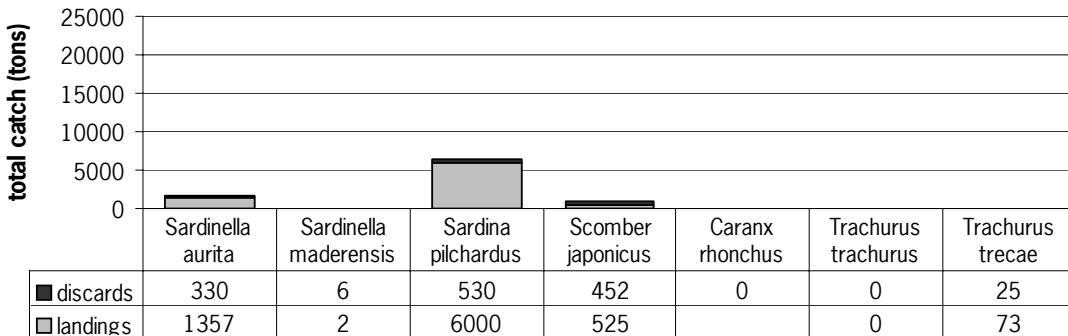 total catch (tons)
25000
20000
15000
10000
5000
0
Sardinella aurita
Sardinella maderensis
Sardina pilchardus
Scomber japonicus
Caranx rhonchus
Trachurus trachurus
Trachurus trecae
discards 330 6 530 452 0 0 25
landings 1357 2 6000 525 0 73